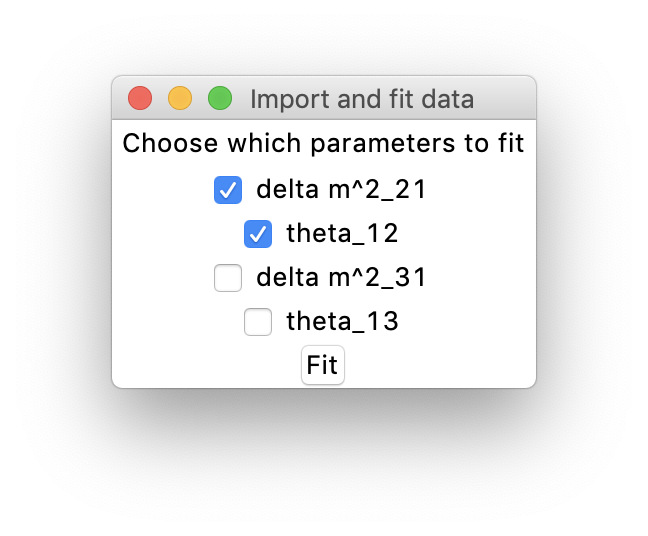 Import and fit data
Choose which parameters to fit
delta m^2_21
theta_12
delta m^2_31
theta_13
Fit